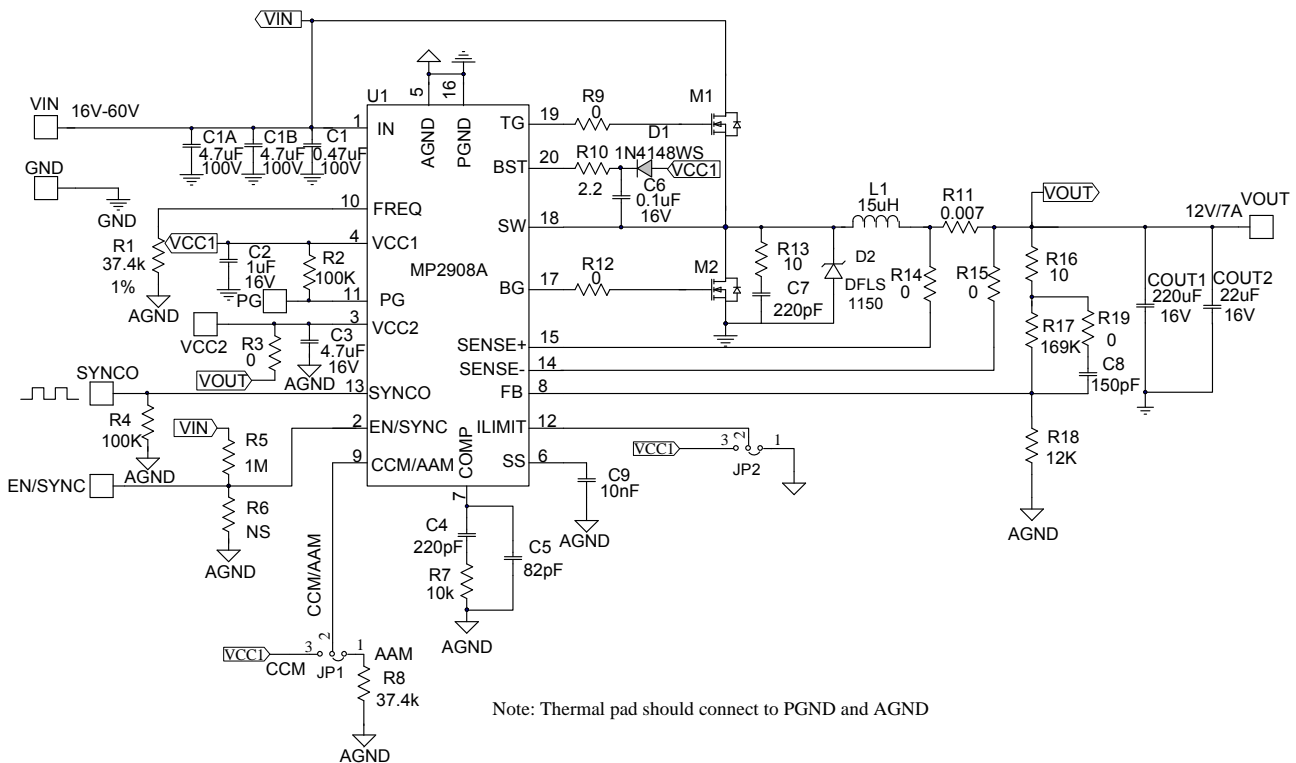 VIN
VIN 16V-60V
C1A
4.7uF
100V
C1B
4.7uF
100V
C1
0.47uF
100V
GND
GND
U1
5
16
AGND
PGND
1
IN
10
FREQ
4
VCC1
11
PG
3
VCC2
13
SYNCO
2
EN/SYNC
9
CCM/AAM
COMP
7
MP2908A
TG
19
BST
20
SW
18
BG
17
SENSE+
15
SENSE-
14
FB
8
ILIMIT
12
SS
6
R1
37.4k
1%
AGND
VCC1
C2
1uF
16V
R2
100K
PG
VCC2
R3
0
VOUT
C3
4.7uF
16V
AGND
SYNCO
R4
100K
AGND
VIN
R5
1M
EN/SYNC
R6
NS
AGND
CCM/AAM
VCC1
3
2
1
CCM
JP1
AAM
R8
37.4k
AGND
C4
220pF
R7
10k
C5
82pF
AGND
C9
10nF
AGND
VCC1
3
2
1
JP2
R9
0
M1
R10
2.2
D1
1N4148WS
VCC1
C6
0.1uF
16V
R12
0
M2
R13
10
C7
220pF
D2
DFLS
1150
L1
15uH
R11
0.007
R14
0
R15
0
VOUT
12V/7A
VOUT
R16
10
R17
169K
R19
0
C8
150pF
R18
12K
AGND
COUT1
220uF
16V
COUT2
22uF
16V
Note: Thermal pad should connect to PGND and AGND